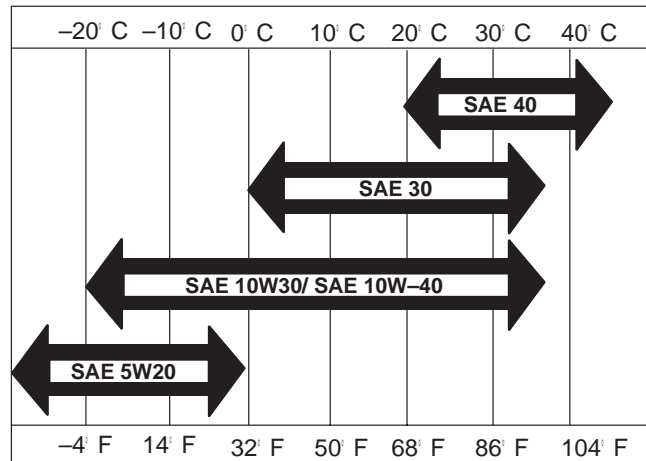 –20° C –10° C 0° C 10° C 20° C 30° C 40° C
SAE 40
SAE 30
SAE 10W30/ SAE 10W–40
SAE 5W20
–4° F 14° F 32° F 50° F 68° F 86° F 104° F